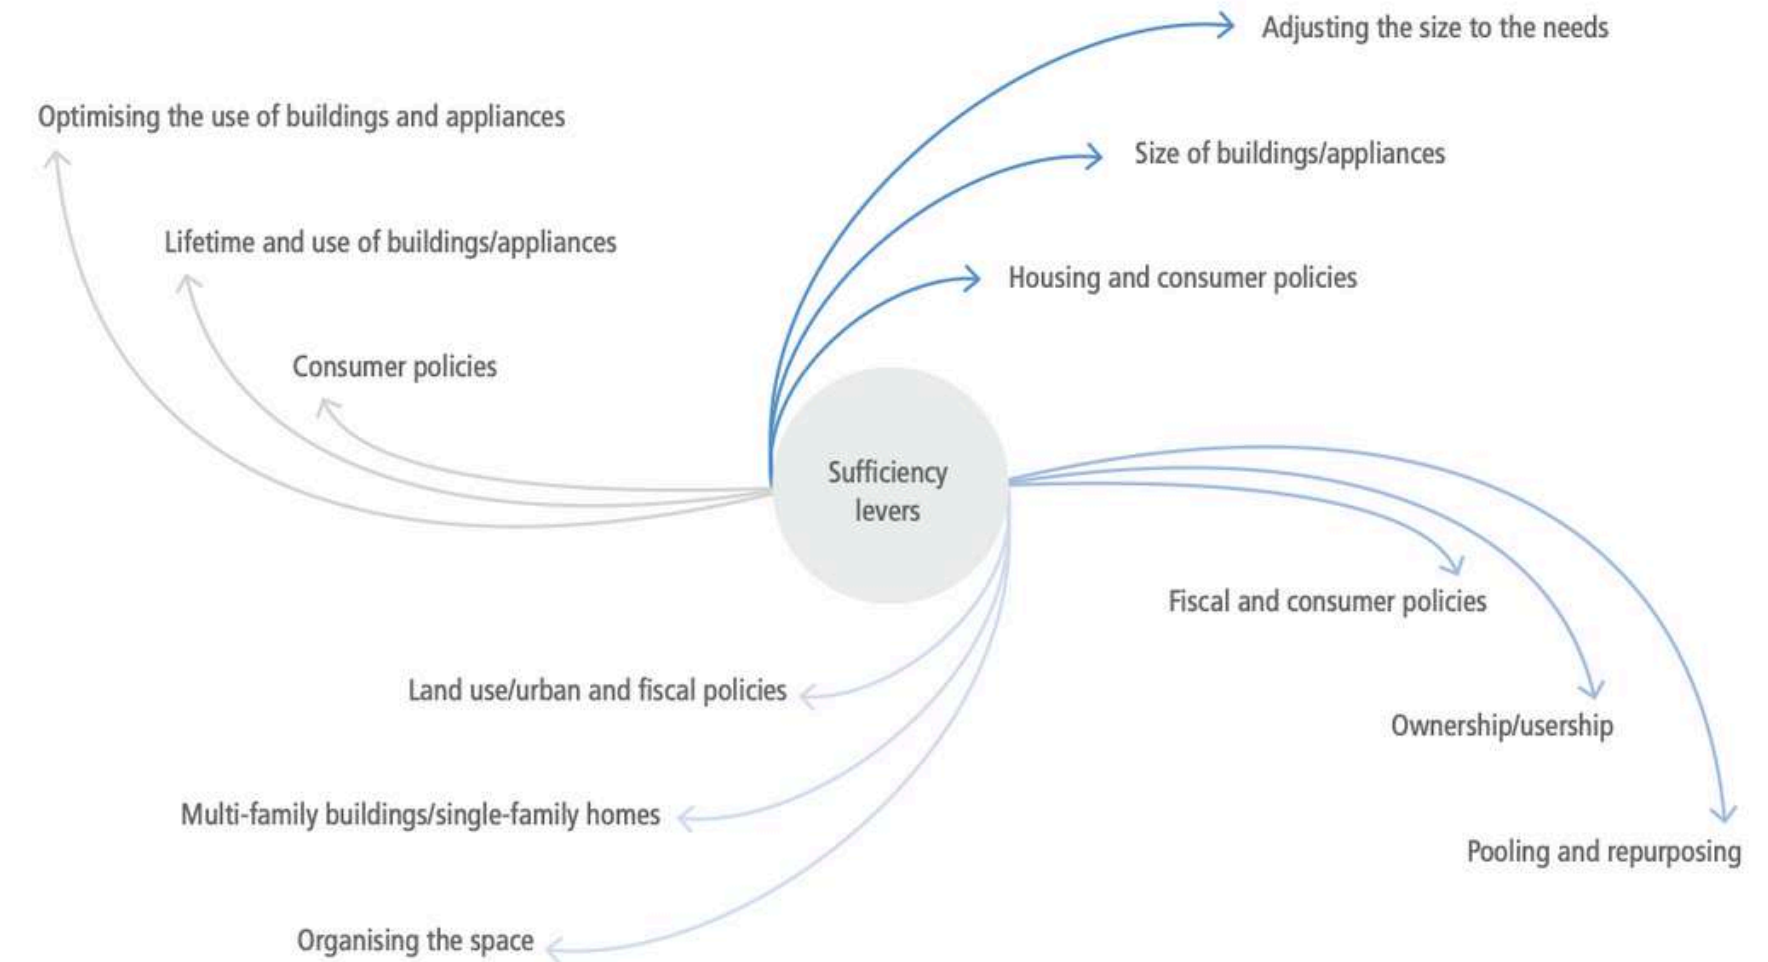 Adjusting the size to the needs
Optimising the use of buildings and appliances
Size of buildings/appliances
Lifetime and use of buildings/appliances
Housing and consumer policies
Consumer policies
Sufficiency
levers
Fiscal and consumer policies
Land use/urban and fiscal policies
Ownership/usership
Multi-family buildings/single-family homes
Pooling and repurposing
Organising the space